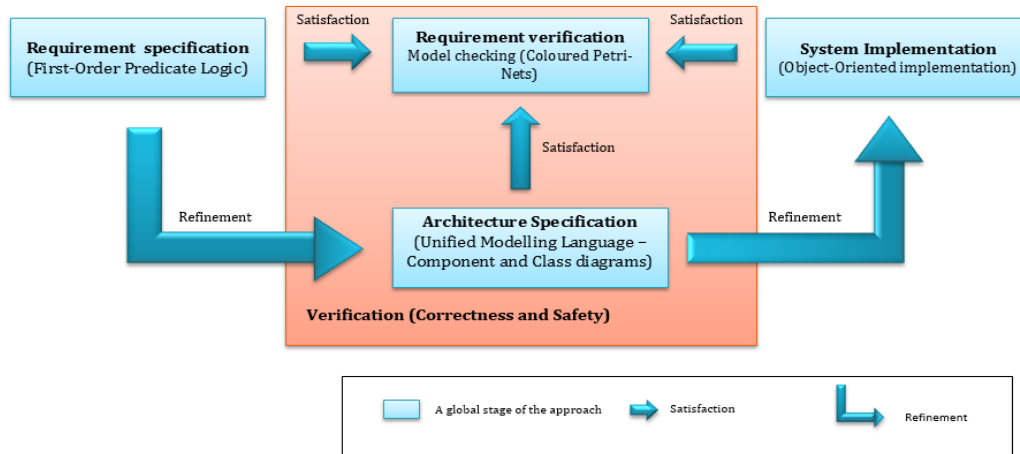 Satisfaction
Satisfaction
Requirement specification
(First-Order Predicate Logic)
Requirement verification
Model checking (Coloured Petri-
Nets)
System Implementation
(Object-Oriented implementation)
Satisfaction
Refinement
Architecture Specification
(Unified Modelling Language –
Component and Class diagrams)
Refinement
Verification (Correctness and Safety)
A global stage of the approach
Satisfaction
Refinement